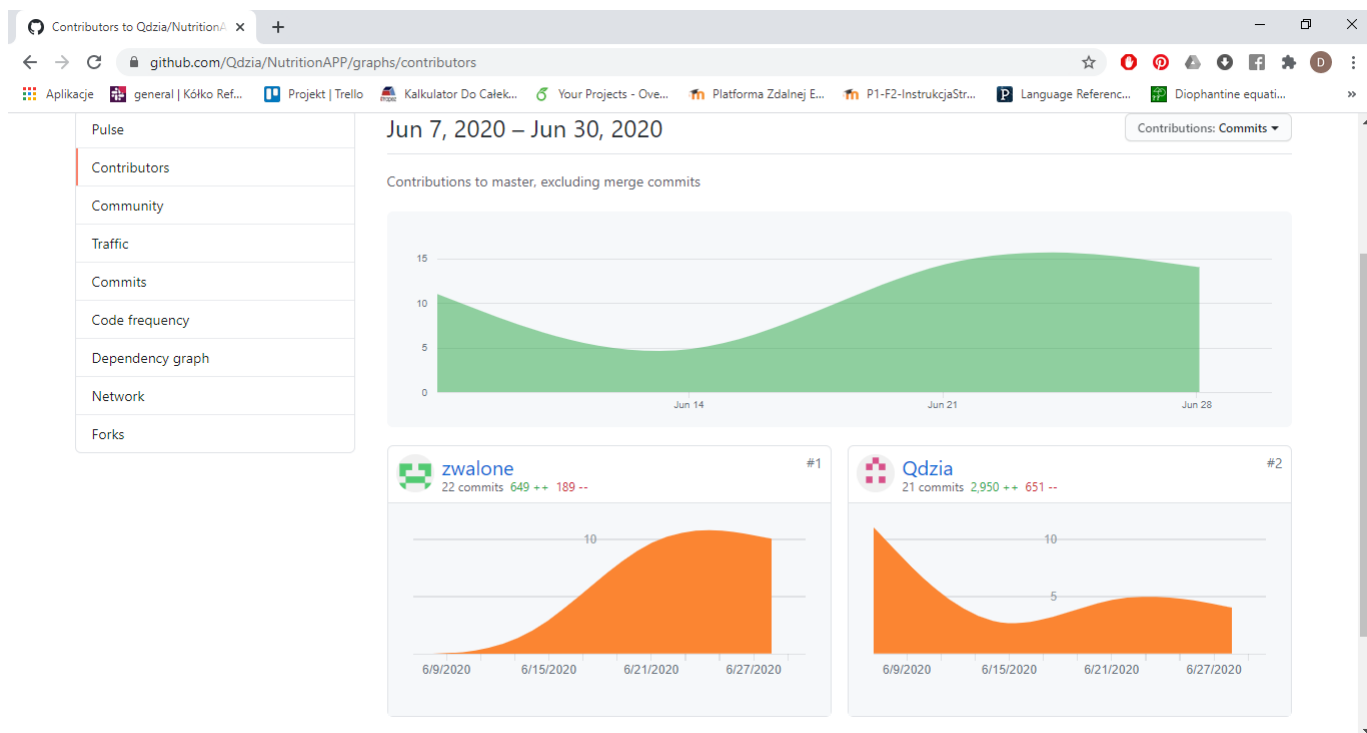 Contributors to Qdzia/NutritionA
github.com/Qdzia/NutritionAPP/graphs/contributors
D
Aplikacje general | Kółko Ref... Projekt | Trello Kalkulator Do Całek... Your Projects - Ove... Platforma Zdalnej E... P1-F2-InstrukcjaStr... Language Referenc... Diophantine equati... »
Pulse
Contributors
Community
Traffic
Commits
Code frequency
Dependency graph
Network
Forks
Jun 7, 2020 – Jun 30, 2020
Contributions: Commits
Contributions to master, excluding merge commits
15
10
5
0
Jun 14 Jun 21 Jun 28
zwalone #1
22 commits 649 ++ 189 --
10
6/9/2020 6/15/2020 6/21/2020 6/27/2020
Qdzia #2
21 commits 2,950 ++ 651 --
10
5
6/9/2020 6/15/2020 6/21/2020 6/27/2020